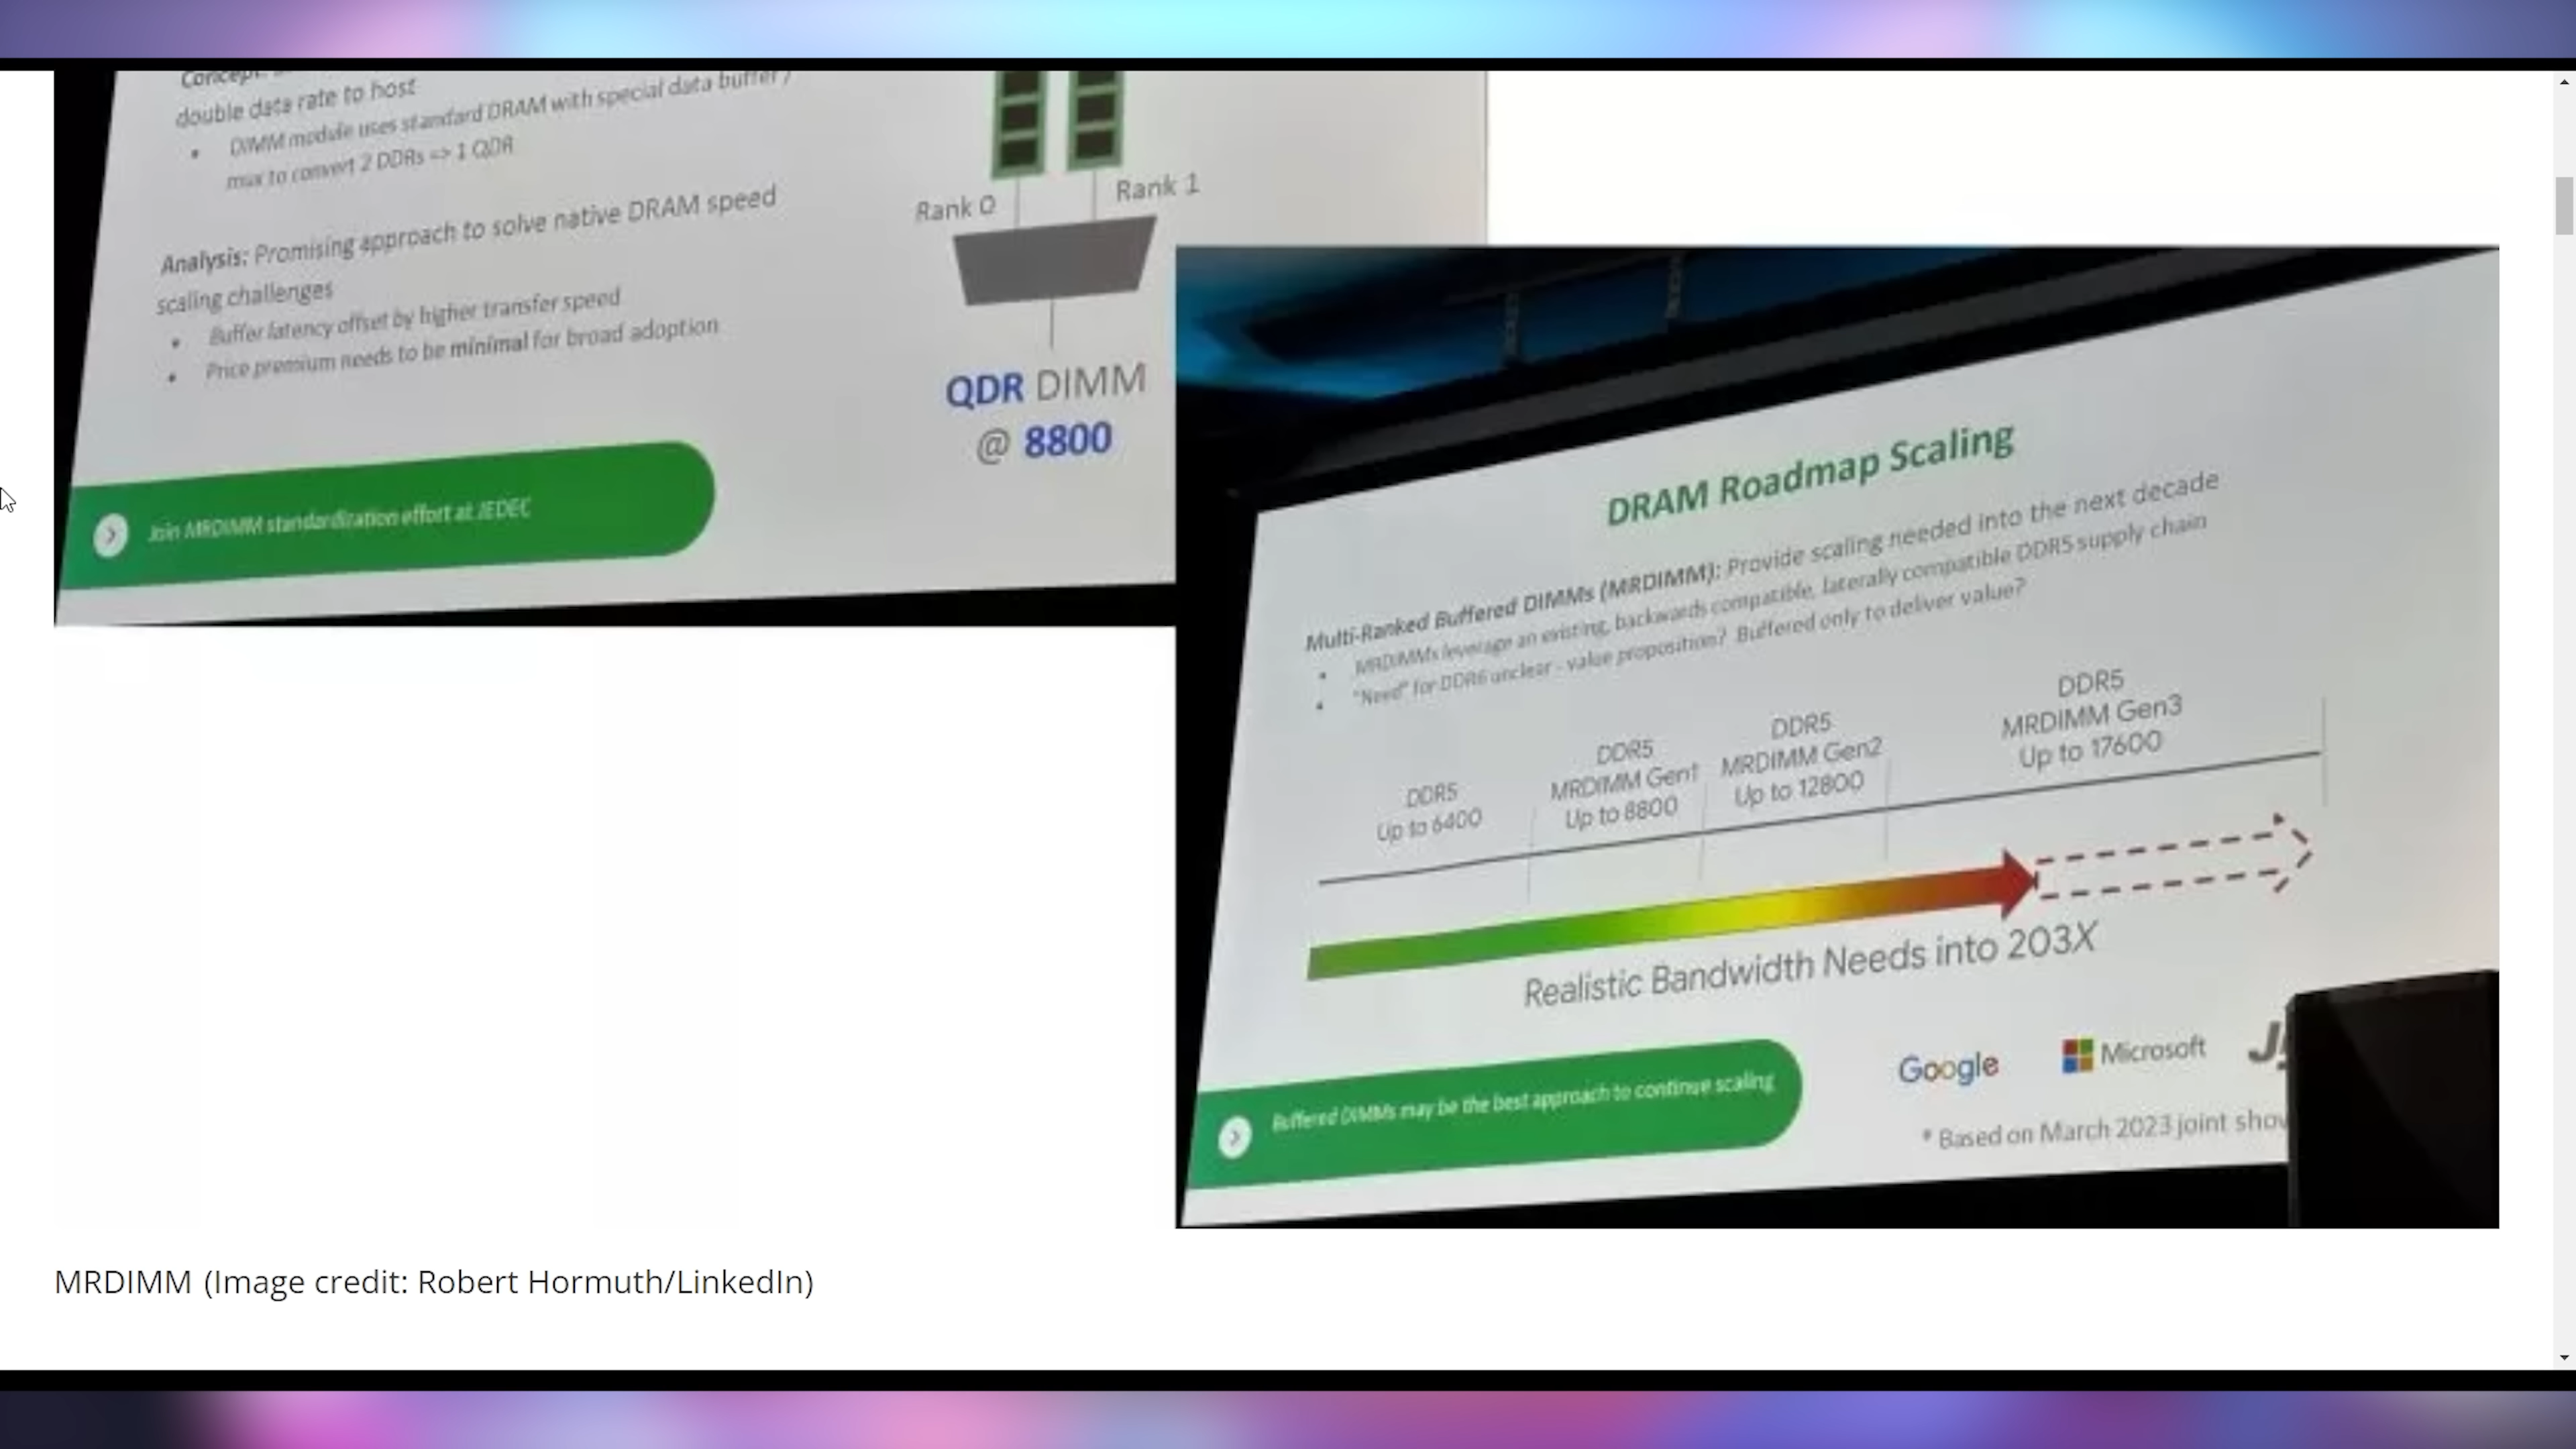 Concept:
double data rate to host
• DIMM module uses standard DRAM with special data buffer /
mux to convert 2 DDRs => 1 QDR
Analysis: Promising approach to solve native DRAM speed
scaling challenges
• Buffer latency offset by higher transfer speed
• Price premium needs to be minimal for broad adoption
Join MRDIMM standardization effort at JEDEC
Rank 0
Rank 1
QDR DIMM
@ 8800
DRAM Roadmap Scaling
Multi-Ranked Buffered DIMMs (MRDIMM): Provide scaling needed into the next decade
• MRDIMMs leverage an existing, backwards compatible, laterally compatible DDR5 supply chain
• "Need" for DDR6 unclear - value proposition? Buffered only to deliver value?
DDR5
Up to 6400
DDR5
MRDIMM Gen1
Up to 8800
DDR5
MRDIMM Gen2
Up to 12800
DDR5
MRDIMM Gen3
Up to 17600
Realistic Bandwidth Needs into 203X
Buffered DIMMs may be the best approach to continue scaling
Google
Microsoft
* Based on March 2023 joint
MRDIMM (Image credit: Robert Hormuth/LinkedIn)